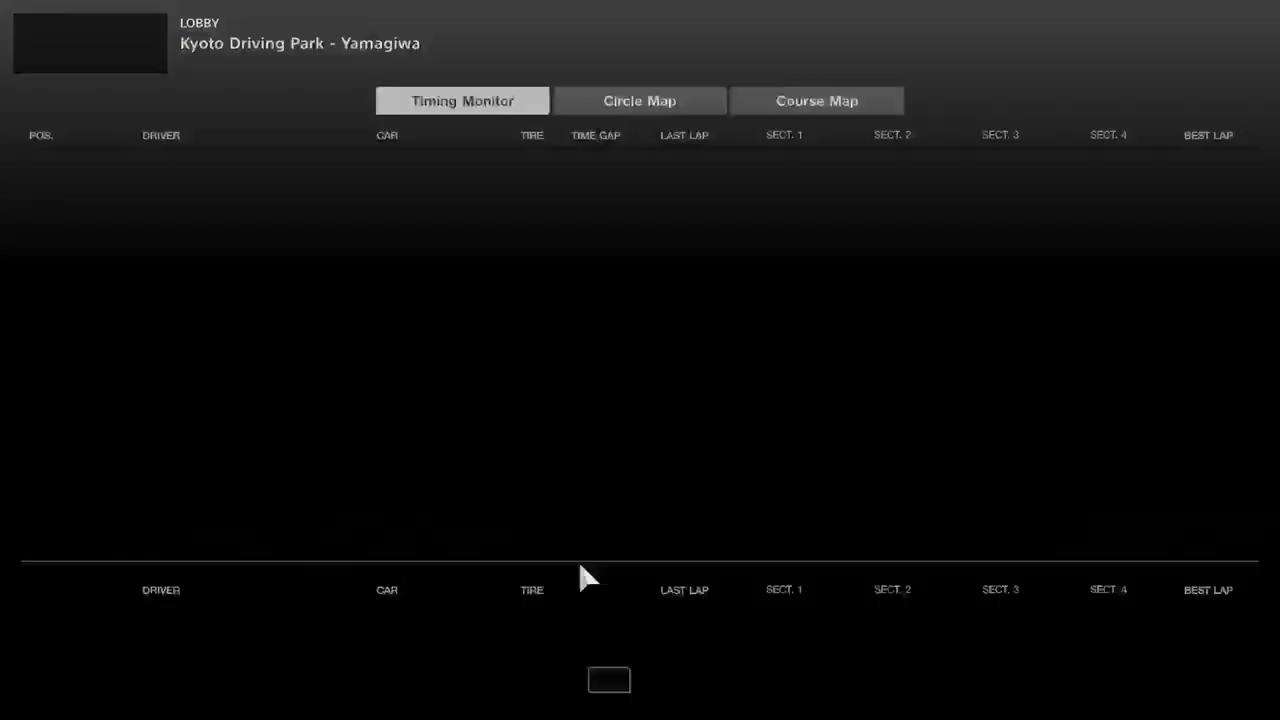 LOBBY
Kyoto Driving Park - Yamagiwa
Timing Monitor Circle Map Course Map
POS. DRIVER CAR TIRE TIME GAP LAST LAP SECT. 1 SECT. 2 SECT. 3 SECT. 4 BEST LAP
DRIVER CAR TIRE LAST LAP SECT. 1 SECT. 2 SECT. 3 SECT. 4 BEST LAP